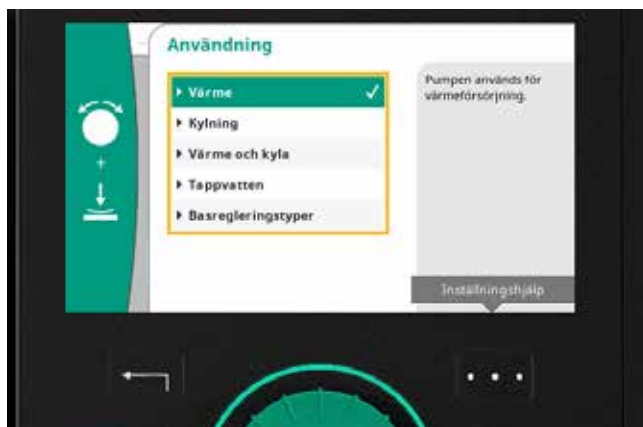 Användning
Värme
Kylning
Värme och kyla
Tappvatten
Basregleringstyper
Pumpen används för
värmeförsörjning.
Inställningshjälp